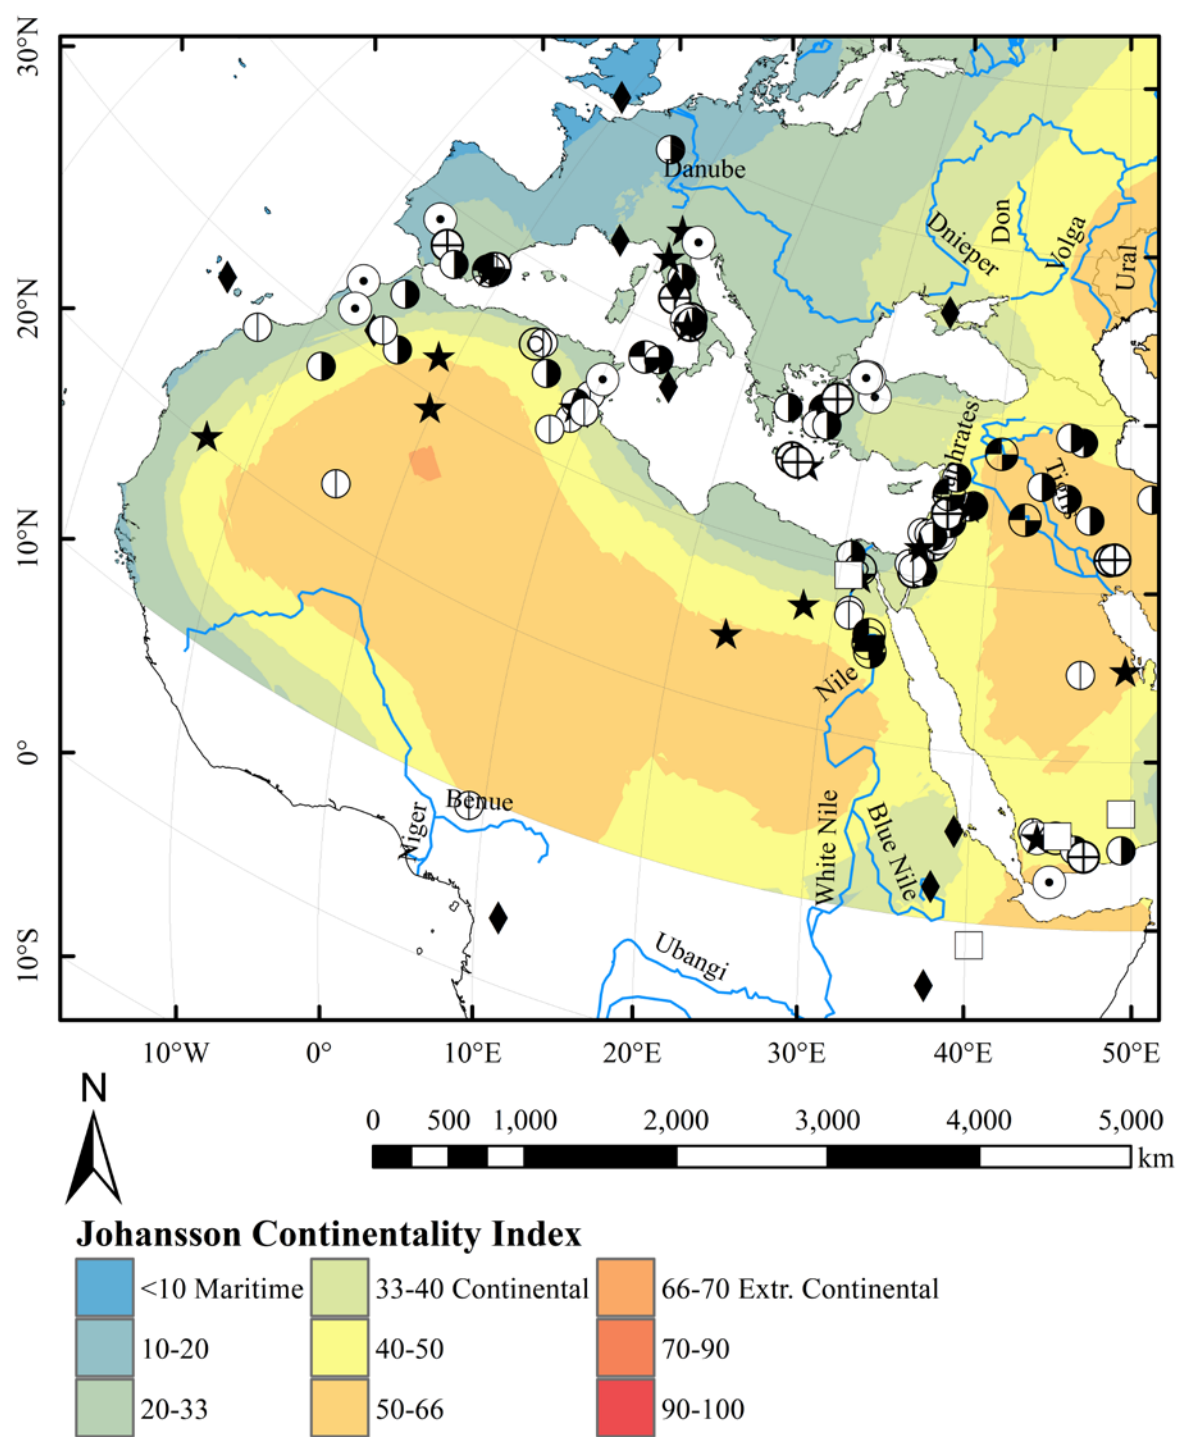 30°N
20°N
10°N
0°
10°S
Danube
Dnieper
Don
Volga
Ural
Tigris
Nile
Benue
Niger
White Nile
Blue Nile
Ubangi
10°W
0°
10°E
20°E
30°E
40°E
50°E
N
0
500
1,000
2,000
3,000
4,000
5,000
km
Johansson Continentality Index
<10 Maritime
33-40 Continental
66-70 Extr. Continental
10-20
40-50
70-90
20-33
50-66
90-100